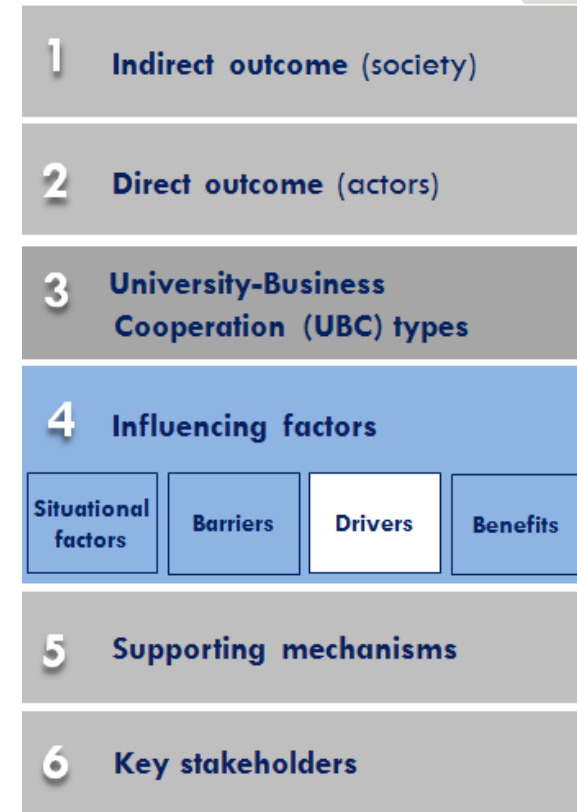 1
Indirect outcome (society)
2
Direct outcome (actors)
3
University-Business
Cooperation (UBC) types
4
Influencing factors
Situational
factors
Barriers
Drivers
Benefits
5
Supporting mechanisms
6
Key stakeholders